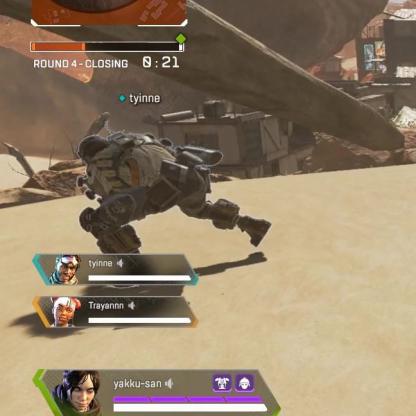 ROUND 4 - CLOSING 0:21
tyinne
tyinne
Trayannn
yakku-san